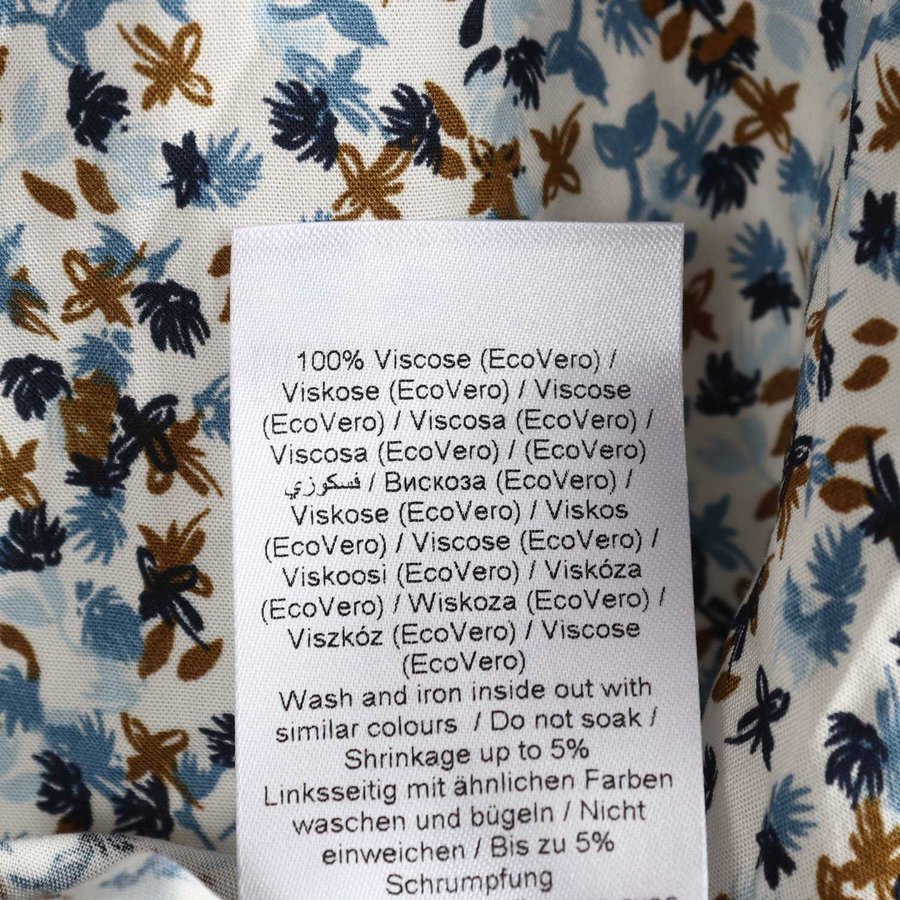 100% Viscose (EcoVero) /
Viskose (EcoVero) / Viscose
(EcoVero) / Viscosa (EcoVero) /
Viscosa (EcoVero) / (EcoVero)
فسكوزي / Вискоза (EcoVero) /
Viskose (EcoVero) / Viskos
(EcoVero) / Viscose (EcoVero) /
Viskoosi (EcoVero) / Viskóza
(EcoVero) / Wiskoza (EcoVero) /
Viszkóz (EcoVero) / Viscose
(EcoVero)
Wash and iron inside out with
similar colours / Do not soak /
Shrinkage up to 5%
Linksseitig mit ähnlichen Farben
waschen und bügeln / Nicht
einweichen / Bis zu 5%
Schrumpfung